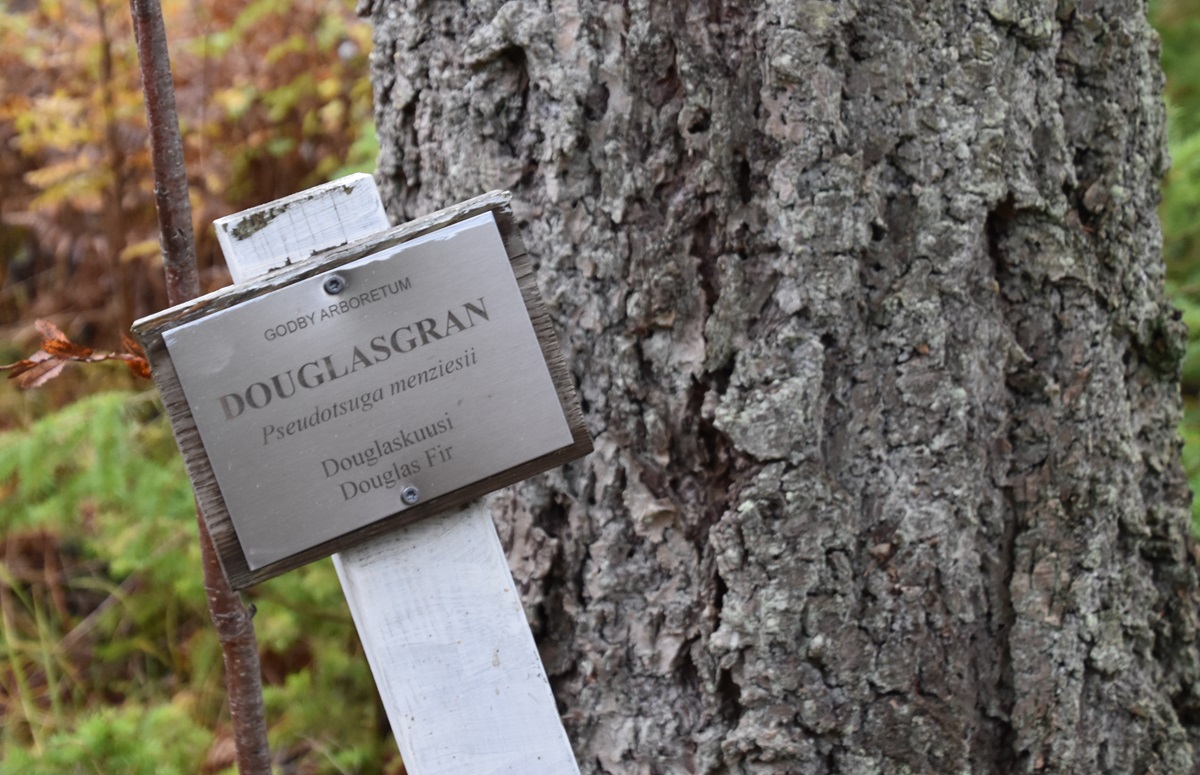 GODBY ARBORETUM
DOUGLASGRAN
Pseudotsuga menziesii
Douglaskuusi
Douglas Fir